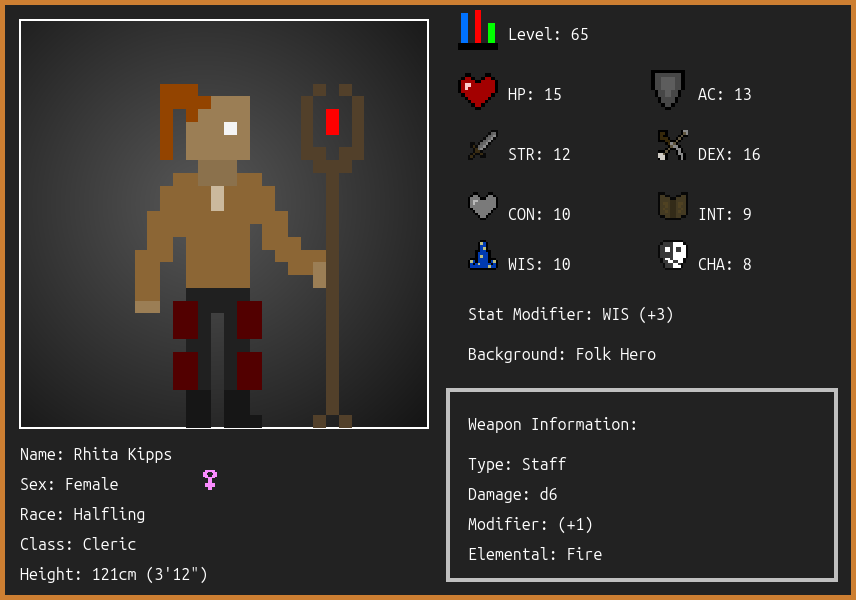 Level: 65
HP: 15
AC: 13
STR: 12
DEX: 16
CON: 10
INT: 9
WIS: 10
CHA: 8
Stat Modifier: WIS (+3)
Background: Folk Hero
Weapon Information:
Type: Staff
Damage: d6
Modifier: (+1)
Elemental: Fire
Name: Rhita Kipps
Sex: Female
Race: Halfling
Class: Cleric
Height: 121cm (3'12")